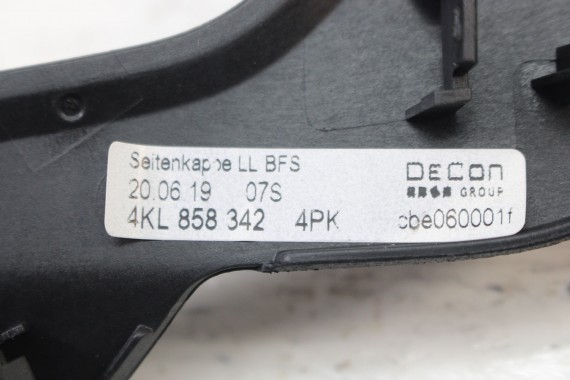 Seitenkappe LL BFS
20.06.19 07S
4KL 858 342 4PK
DECON
GROUP
cbe060001f